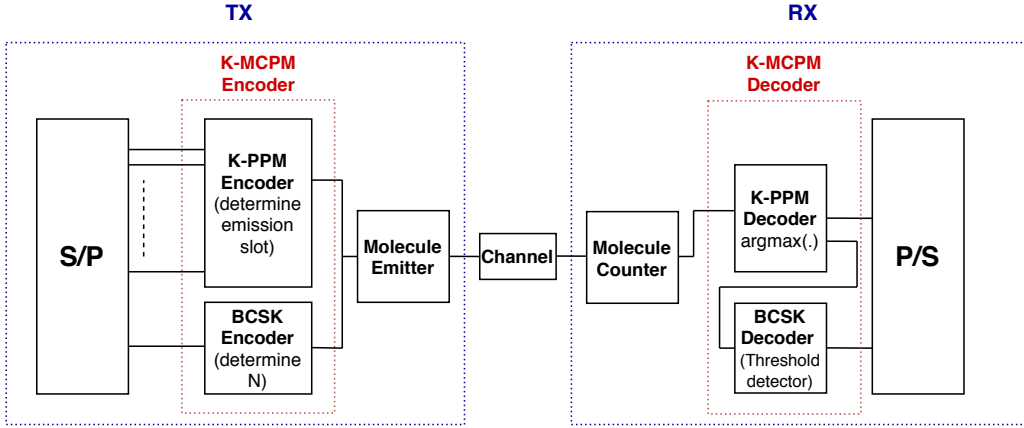 TX
RX
K-MCPM
Encoder
K-MCPM
Decoder
S/P
K-PPM
Encoder
(determine
emission
slot)
BCSK
Encoder
(determine
N)
Molecule
Emitter
Channel
Molecule
Counter
K-PPM
Decoder
argmax(.)
BCSK
Decoder
(Threshold
detector)
P/S